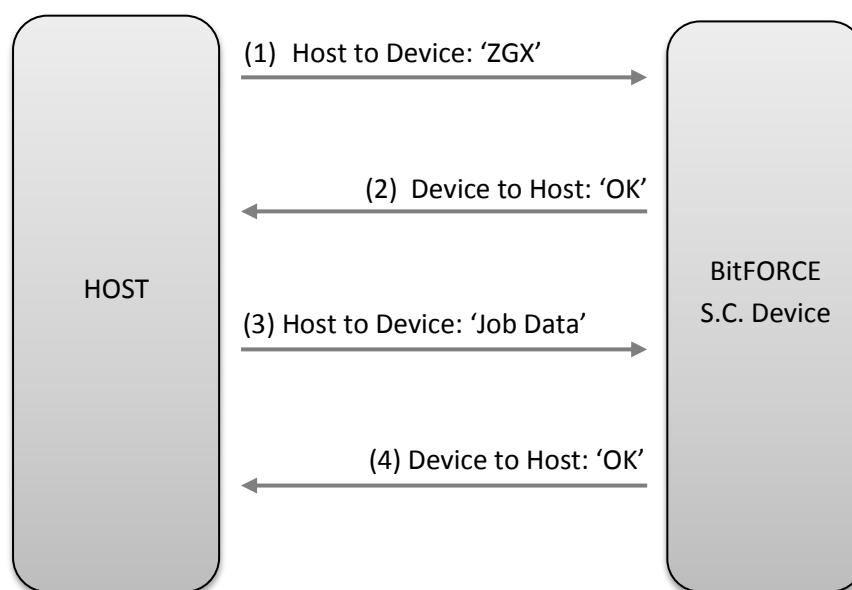 (1) Host to Device: ‘ZGX’
(2) Device to Host: ‘OK’
HOST
BitFORCE
S.C. Device
(3) Host to Device: ‘Job Data’
(4) Device to Host: ‘OK’